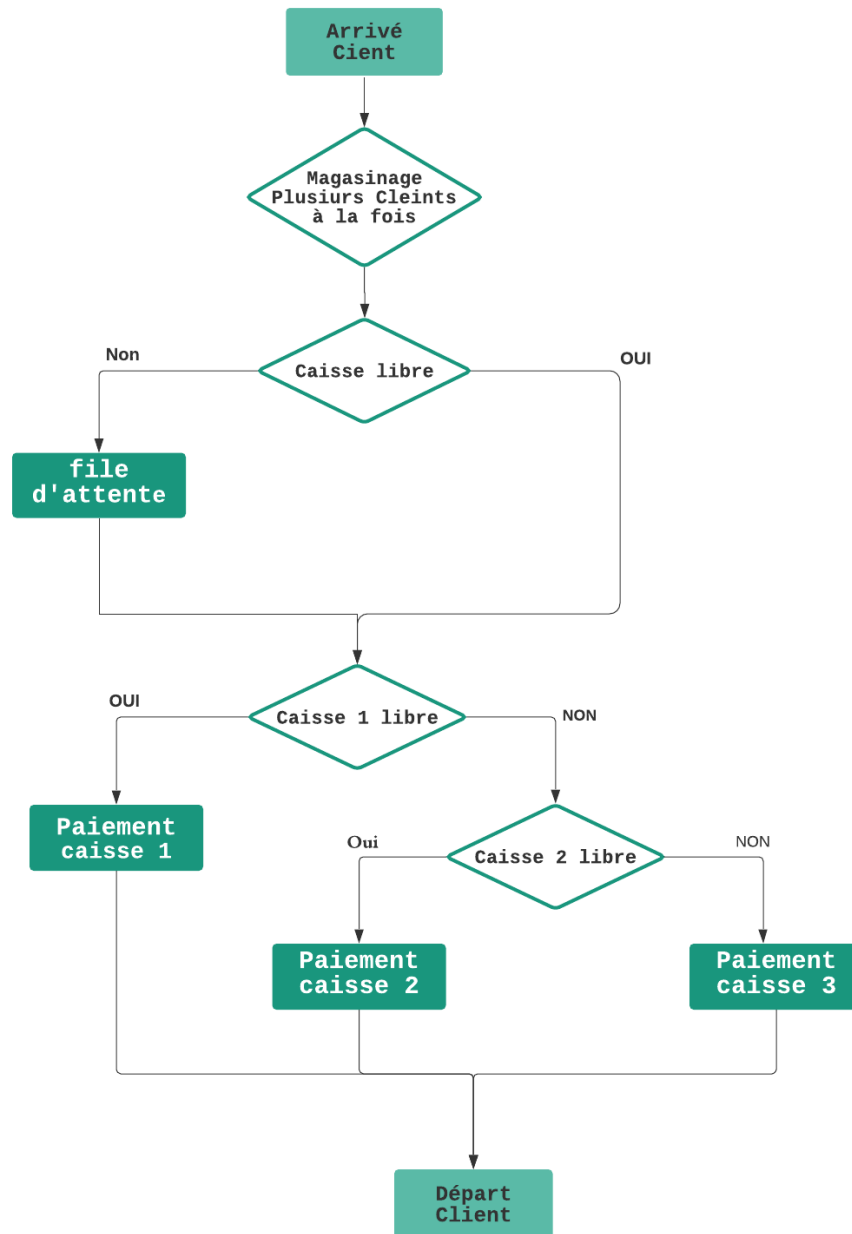 Arrivé
Cient
Magasinage
Plusiurs Cleints
à la fois
Caisse libre
Non
OUI
file
d'attente
Caisse 1 libre
OUI
NON
Paiement
caisse 1
Caisse 2 libre
Oui
NON
Paiement
caisse 2
Paiement
caisse 3
Départ
Client